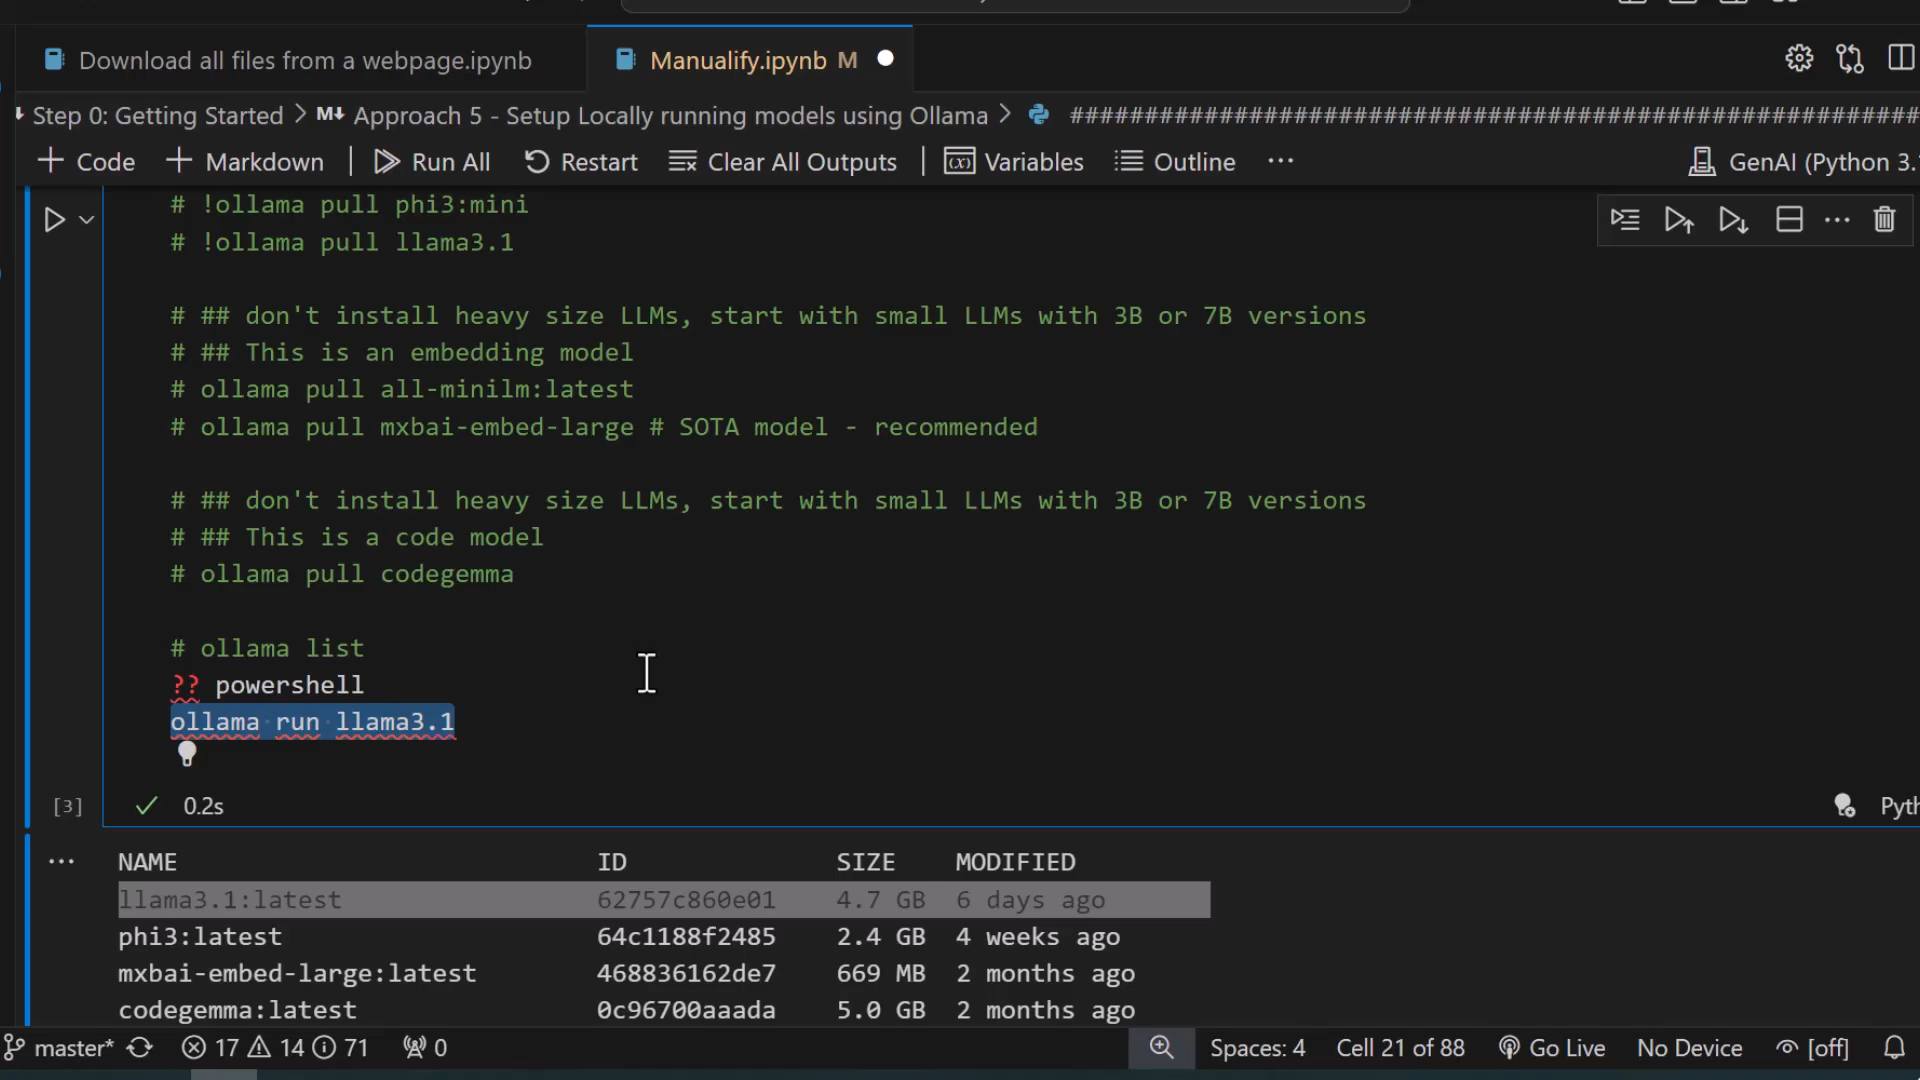 Download all files from a webpage.ipynb
Manualify.ipynb M
Step 0: Getting Started > M↓ Approach 5 - Setup Locally running models using Ollama > ##########################################################
+ Code + Markdown | Run All Restart Clear All Outputs | Variables Outline ··· GenAI (Python 3.
# !ollama pull phi3:mini
# !ollama pull llama3.1
# ## don't install heavy size LLMs, start with small LLMs with 3B or 7B versions
# ## This is an embedding model
# ollama pull all-minilm:latest
# ollama pull mxbai-embed-large # SOTA model - recommended
# ## don't install heavy size LLMs, start with small LLMs with 3B or 7B versions
# ## This is a code model
# ollama pull codegemma
# ollama list
?? powershell
ollama run llama3.1
[3] 0.2s Pyth
NAME ID SIZE MODIFIED
llama3.1:latest 62757c860e01 4.7 GB 6 days ago
phi3:latest 64c1188f2485 2.4 GB 4 weeks ago
mxbai-embed-large:latest 468836162de7 669 MB 2 months ago
codegemma:latest 0c96700aaada 5.0 GB 2 months ago
master* 17 14 71 0 Spaces: 4 Cell 21 of 88 Go Live No Device [off]